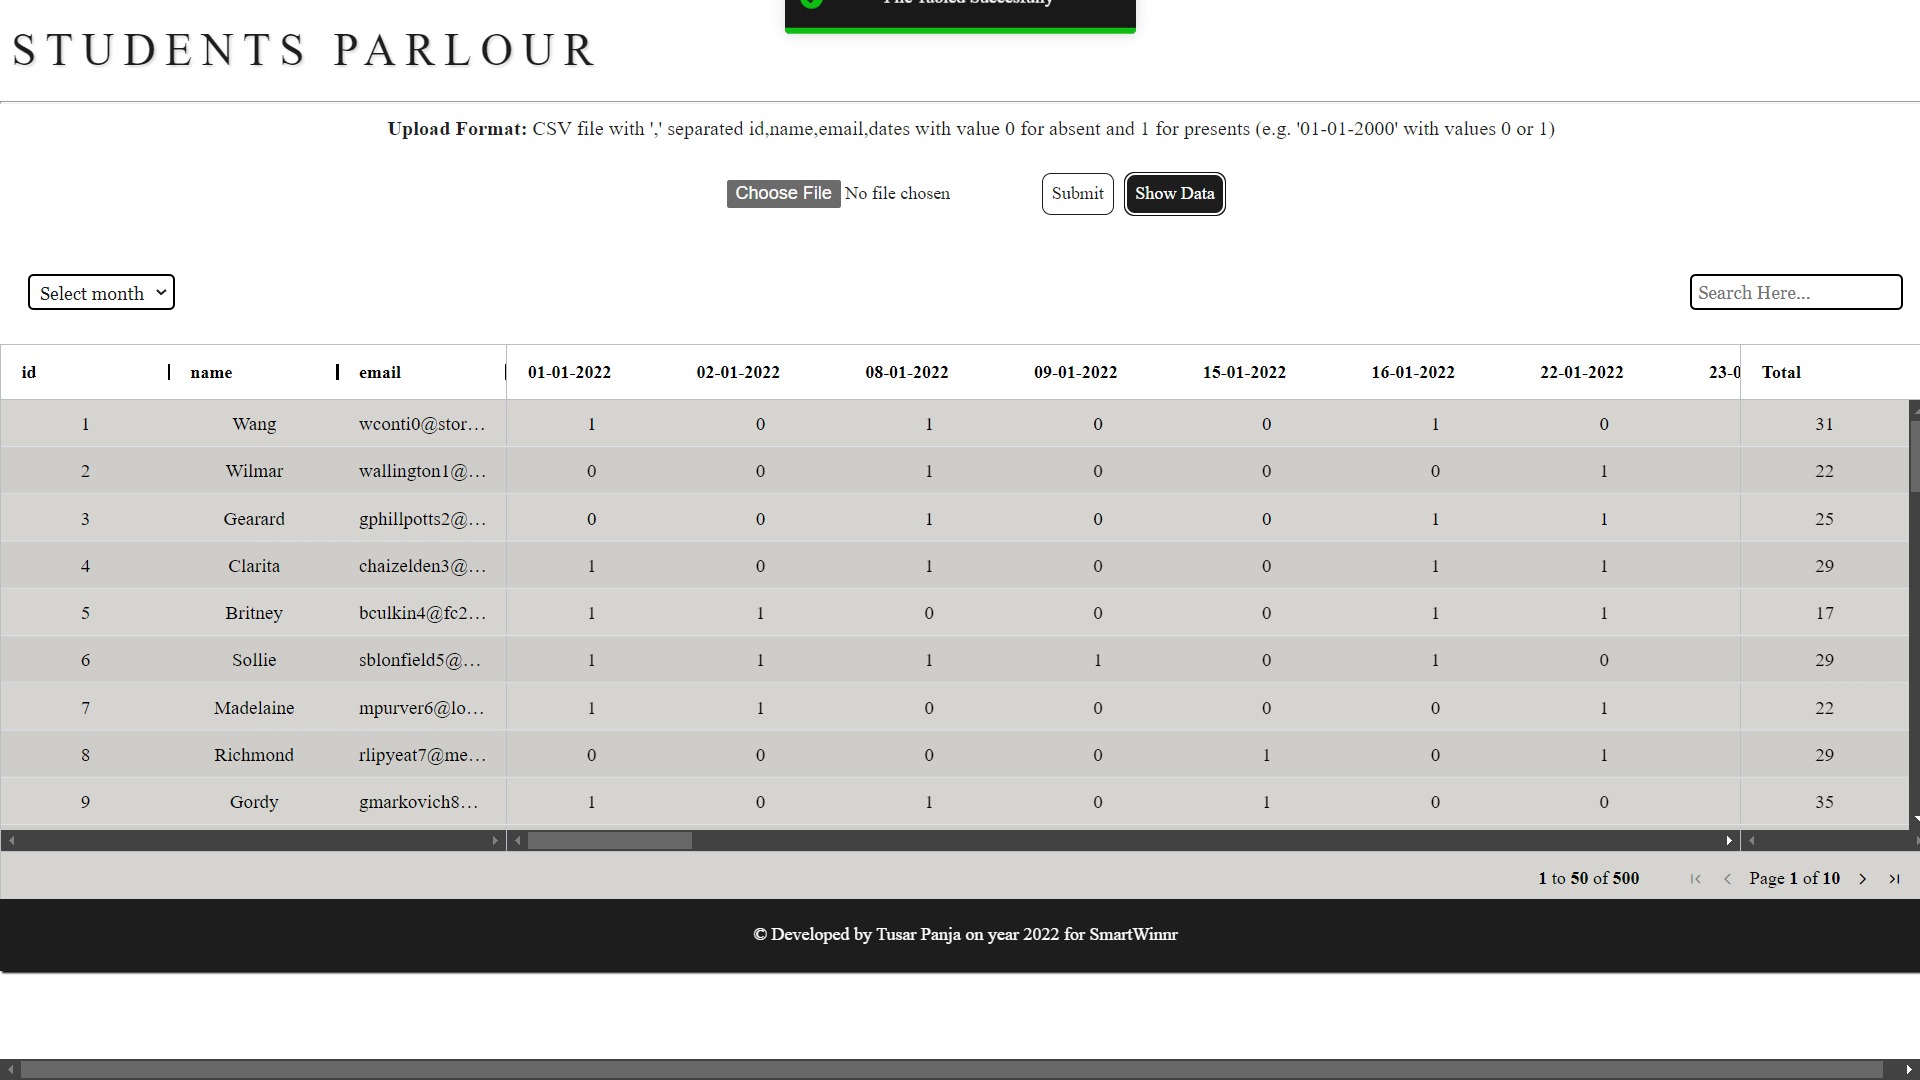 File Tabled Succesfully
STUDENTS PARLOUR
Upload Format: CSV file with ',' separated id,name,email,dates with value 0 for absent and 1 for presents (e.g. '01-01-2000' with values 0 or 1)
Choose File No file chosen Submit Show Data
Select month Search Here...
id name email 01-01-2022 02-01-2022 08-01-2022 09-01-2022 15-01-2022 16-01-2022 22-01-2022 23-0 Total
1 Wang wconti0@stor... 1 0 1 0 0 1 0 31
2 Wilmar wallington1@... 0 0 1 0 0 0 1 22
3 Gearard gphillpotts2@... 0 0 1 0 0 1 1 25
4 Clarita chaizelden3@... 1 0 1 0 0 1 1 29
5 Britney bculkin4@fc2... 1 1 0 0 0 1 1 17
6 Sollie sblonfield5@... 1 1 1 1 0 1 0 29
7 Madelaine mpurver6@lo... 1 1 0 0 0 0 1 22
8 Richmond rlipyeat7@me... 0 0 0 0 1 0 1 29
9 Gordy gmarkovich8... 1 0 1 0 1 0 0 35
1 to 50 of 500 Page 1 of 10
© Developed by Tusar Panja on year 2022 for SmartWinnr